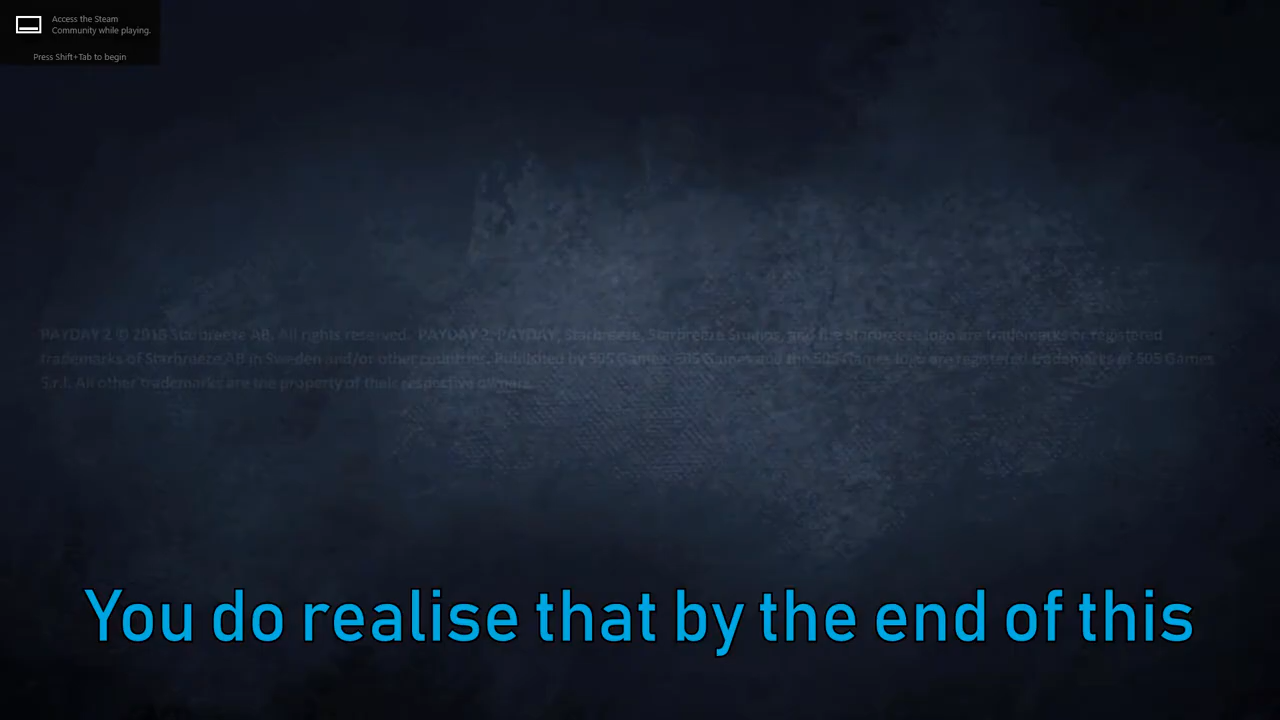 Access the Steam
Community while playing.
Press Shift+Tab to begin
PAYDAY 2 © 2013 Starbreeze AB. All rights reserved. PAYDAY 2, PAYDAY, Starbreeze, Starbreeze Studios, and the Starbreeze logo are trademarks or registered
trademarks of Starbreeze AB in Sweden and/or other countries. Published by 505 Games. 505 Games and the 505 Games logo are registered trademarks of 505 Games
S.r.l. All other trademarks are the property of their respective owners.
You do realise that by the end of this